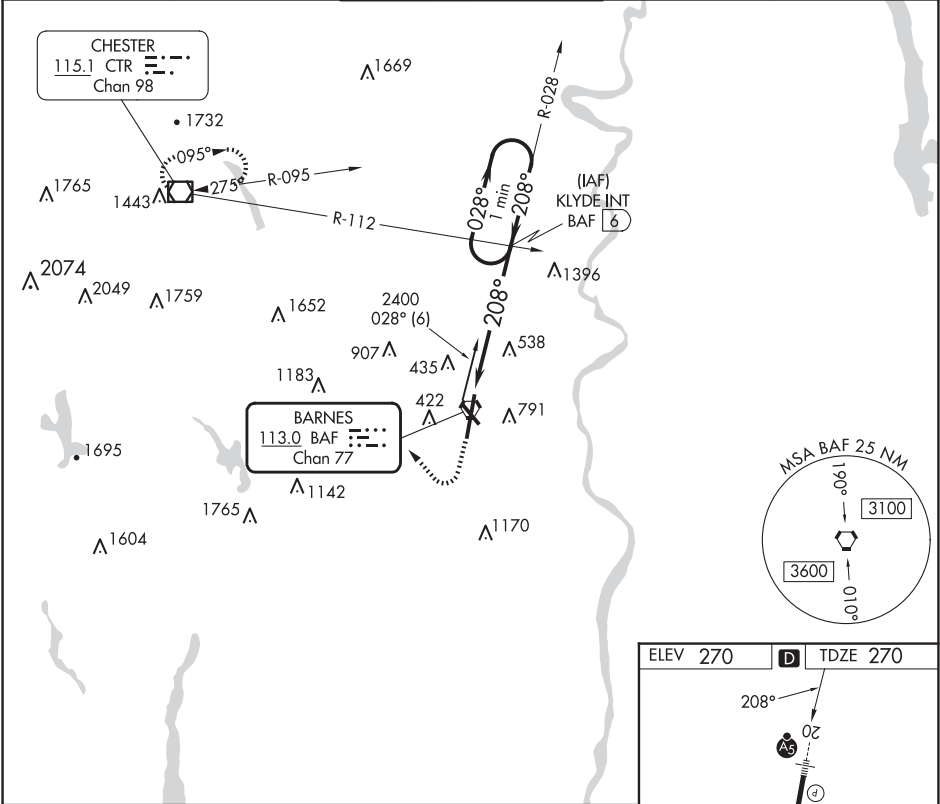 CHESTER
115.1 CTR
Chan 98
1669
1732
095°
275°
R-095
R-028
1765
1443
R-112
028°
1 min
208°
(IAF)
KLYDE INT
BAF 6
1396
2074
2049
1759
1652
2400
028° (6)
208°
907
435
538
1183
422
791
BARNES
113.0 BAF
Chan 77
1695
1142
1765
1170
1604
MSA BAF 25 NM
190°
3100
3600
010°
ELEV 270
D
TDZE 270
208°
20
A5
P